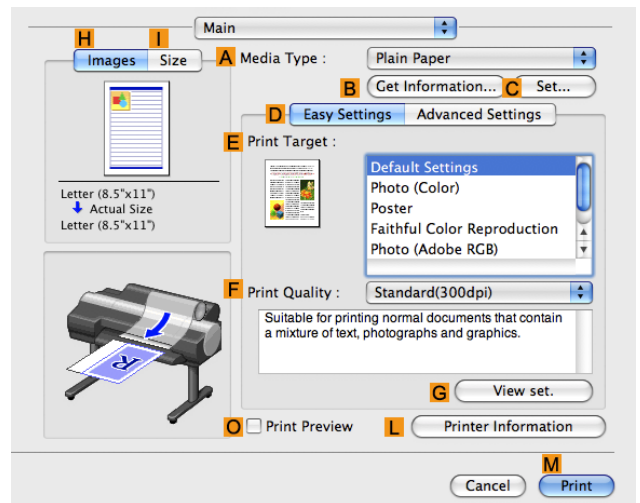 Main
H I
Images Size
A Media Type : Plain Paper
B Get Information... C Set...
D Easy Settings Advanced Settings
E Print Target :
Default Settings
Photo (Color)
Poster
Faithful Color Reproduction
Photo (Adobe RGB)
Letter (8.5"x11")
Actual Size
Letter (8.5"x11")
F Print Quality : Standard(300dpi)
Suitable for printing normal documents that contain
a mixture of text, photographs and graphics.
R
G View set.
O Print Preview L Printer Information
M
Cancel Print